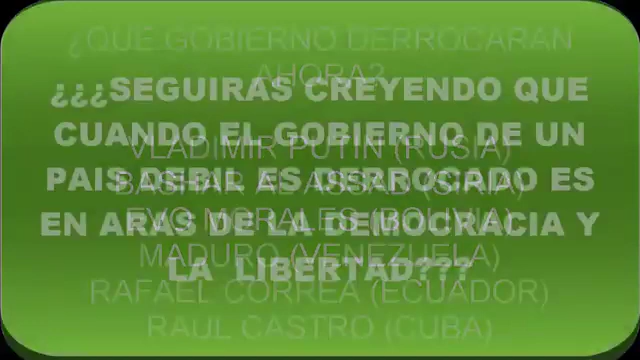 ¿QUE GOBIERNO DERROCARAN
AHORA?
VLADIMIR PUTIN (RUSIA)
BASHAR AL ASSAD (SIRIA)
EVO MORALES (BOLIVIA)
MADURO (VENEZUELA)
RAFAEL CORREA (ECUADOR)
RAUL CASTRO (CUBA)
¿¿¿SEGUIRAS CREYENDO QUE
CUANDO EL GOBIERNO DE UN
PAIS ES DERROCADO ES
EN ARAS DE LA DEMOCRACIA Y
LA LIBERTAD???